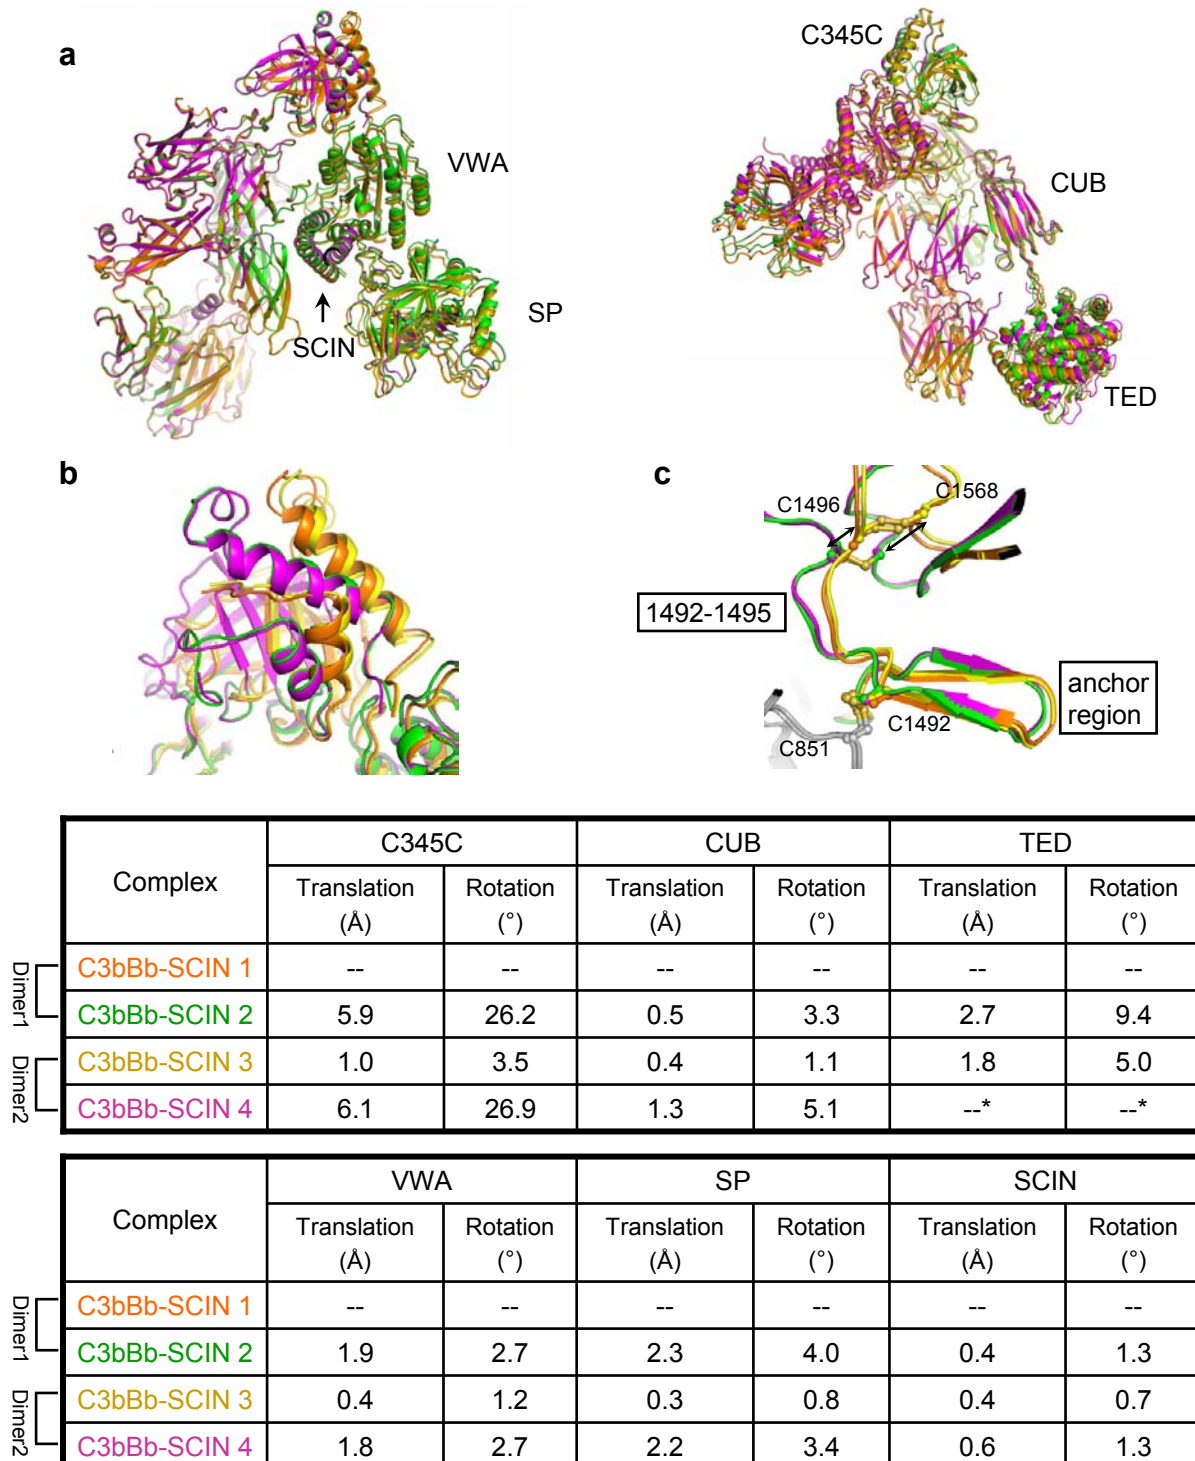 a
C345C
VWA
CUB
SCIN
SP
TED
b
c
C1496
C1568
1492-1495
anchor
region
C1492
C851
Complex C345C CUB TED
Translation (Å) Rotation (°) Translation (Å) Rotation (°) Translation (Å) Rotation (°)
Dimer1
C3bBb-SCIN 1 -- -- -- -- -- --
C3bBb-SCIN 2 5.9 26.2 0.5 3.3 2.7 9.4
Dimer2
C3bBb-SCIN 3 1.0 3.5 0.4 1.1 1.8 5.0
C3bBb-SCIN 4 6.1 26.9 1.3 5.1 --* --*
Complex VWA SP SCIN
Translation (Å) Rotation (°) Translation (Å) Rotation (°) Translation (Å) Rotation (°)
Dimer1
C3bBb-SCIN 1 -- -- -- -- -- --
C3bBb-SCIN 2 1.9 2.7 2.3 4.0 0.4 1.3
Dimer2
C3bBb-SCIN 3 0.4 1.2 0.3 0.8 0.4 0.7
C3bBb-SCIN 4 1.8 2.7 2.2 3.4 0.6 1.3